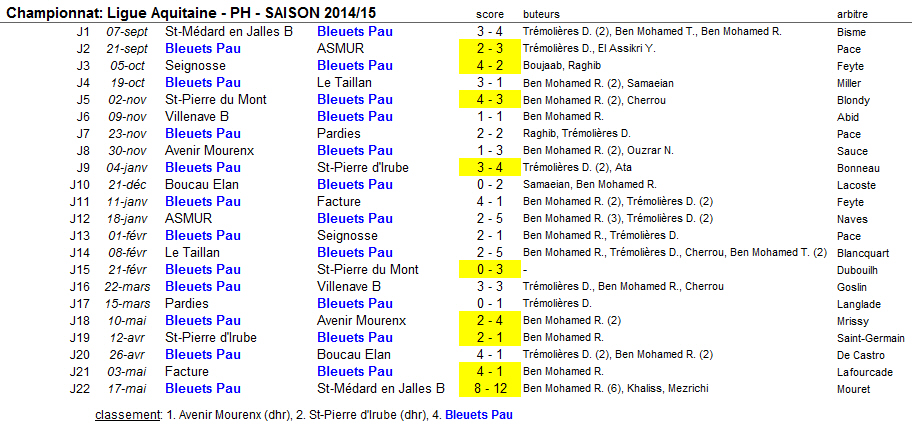 Championnat: Ligue Aquitaine - PH - SAISON 2014/15 score buteurs arbitre
J1 07-sept St-Médard en Jalles B Bleuets Pau 3 - 4 Trémolières D. (2), Ben Mohamed T., Ben Mohamed R. Bisme
J2 21-sept Bleuets Pau ASMUR 2 - 3 Trémolières D., El Assikri Y. Pace
J3 05-oct Seignosse Bleuets Pau 4 - 2 Boujaab, Raghib Feyte
J4 19-oct Bleuets Pau Le Taillan 3 - 1 Ben Mohamed R. (2), Samaeian Miller
J5 02-nov St-Pierre du Mont Bleuets Pau 4 - 3 Ben Mohamed R. (2), Cherrou Blondy
J6 09-nov Villenave B Bleuets Pau 1 - 1 Ben Mohamed R. Abid
J7 23-nov Bleuets Pau Pardies 2 - 2 Raghib, Trémolières D. Pace
J8 30-nov Avenir Mourenx Bleuets Pau 1 - 3 Ben Mohamed R. (2), Ouzrar N. Sauce
J9 04-janv Bleuets Pau St-Pierre d'Irube 3 - 4 Trémolières D. (2), Ata Bonneau
J10 21-déc Boucau Elan Bleuets Pau 0 - 2 Samaeian, Ben Mohamed R. Lacoste
J11 11-janv Bleuets Pau Facture 4 - 1 Ben Mohamed R. (2), Trémolières D. (2) Feyte
J12 18-janv ASMUR Bleuets Pau 2 - 5 Ben Mohamed R. (3), Trémolières D. (2) Naves
J13 01-févr Bleuets Pau Seignosse 2 - 1 Ben Mohamed R., Trémolières D. Pace
J14 08-févr Le Taillan Bleuets Pau 2 - 5 Ben Mohamed R., Trémolières D., Cherrou, Ben Mohamed T. (2) Blancquart
J15 21-févr Bleuets Pau St-Pierre du Mont 0 - 3 - Dubouilh
J16 22-mars Bleuets Pau Villenave B 3 - 3 Trémolières D., Ben Mohamed R., Cherrou Goslin
J17 15-mars Pardies Bleuets Pau 0 - 1 Trémolières D. Langlade
J18 10-mai Bleuets Pau Avenir Mourenx 2 - 4 Ben Mohamed R. (2) Mrissy
J19 12-avr St-Pierre d'Irube Bleuets Pau 2 - 1 Ben Mohamed R. Saint-Germain
J20 26-avr Bleuets Pau Boucau Elan 4 - 1 Trémolières D. (2), Ben Mohamed R. (2) De Castro
J21 03-mai Facture Bleuets Pau 4 - 1 Ben Mohamed R. Lafourcade
J22 17-mai Bleuets Pau St-Médard en Jalles B 8 - 12 Ben Mohamed R. (6), Khaliss, Mezrichi Mouret
classement: 1. Avenir Mourenx (dhr), 2. St-Pierre d'Irube (dhr), 4. Bleuets Pau